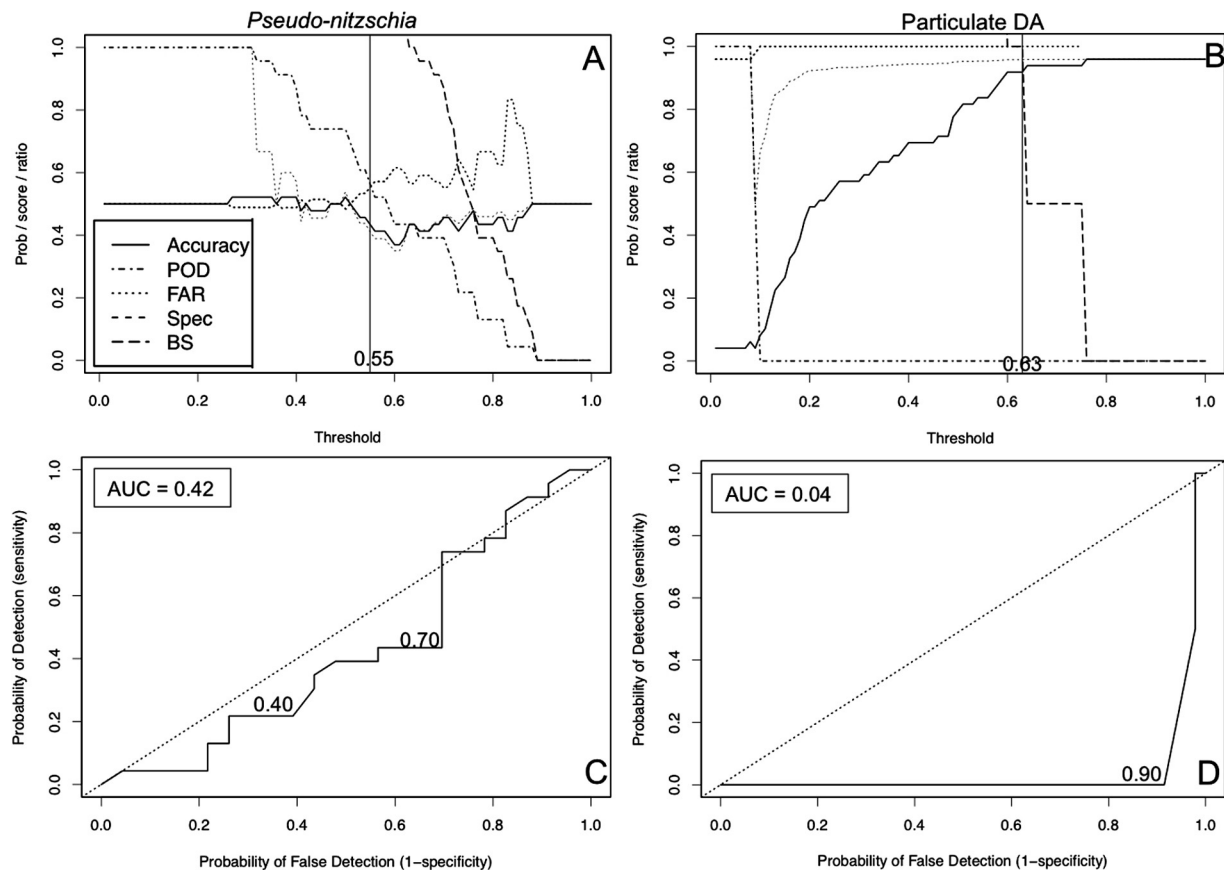 Pseudo-nitzschia
A
Prob / score / ratio
1.0
0.8
0.6
0.4
0.2
0.0
Accuracy
POD
FAR
Spec
BS
0.55
0.0
0.2
0.4
0.6
0.8
1.0
Threshold
Particulate DA
B
Prob / score / ratio
1.0
0.8
0.6
0.4
0.2
0.0
0.63
0.0
0.2
0.4
0.6
0.8
1.0
Threshold
AUC = 0.42
C
Probability of Detection (sensitivity)
1.0
0.8
0.6
0.4
0.2
0.0
0.70
0.40
0.0
0.2
0.4
0.6
0.8
1.0
Probability of False Detection (1-specificity)
AUC = 0.04
D
Probability of Detection (sensitivity)
1.0
0.8
0.6
0.4
0.2
0.0
0.90
0.0
0.2
0.4
0.6
0.8
1.0
Probability of False Detection (1-specificity)